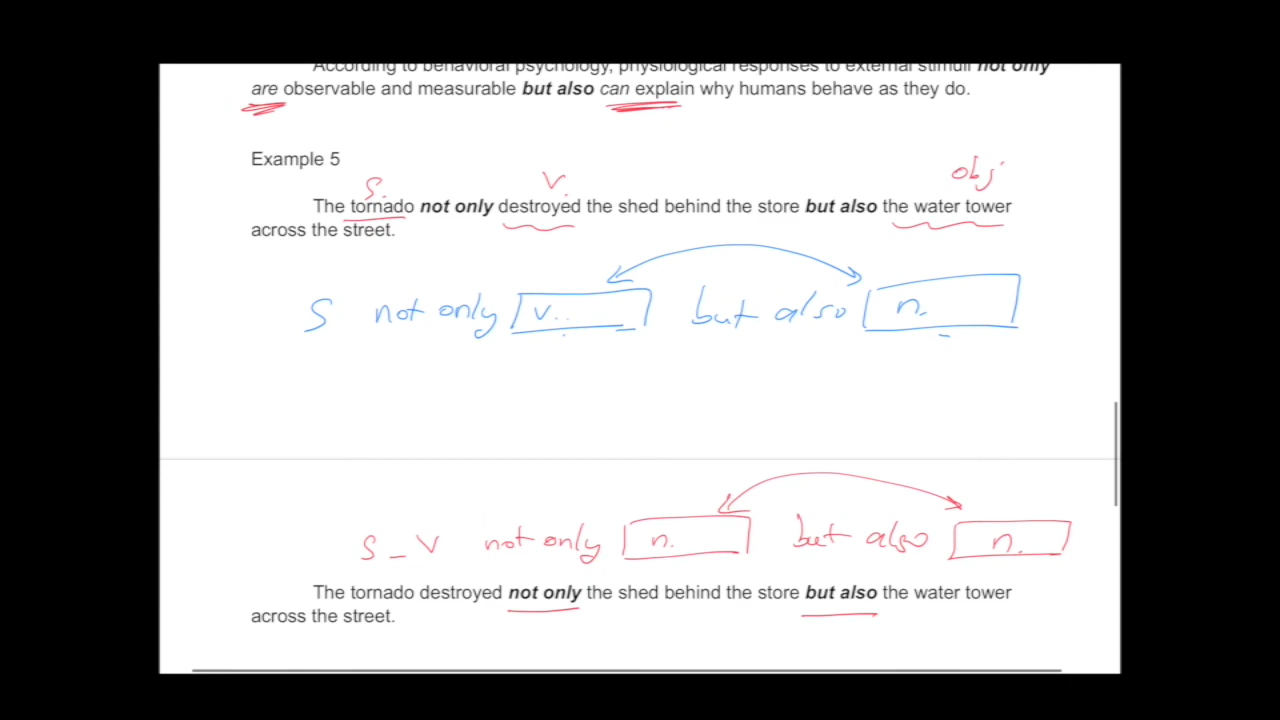 According to behavioral psychology, physiological responses to external stimuli not only
are observable and measurable but also can explain why humans behave as they do.
Example 5
S. V. obj
The tornado not only destroyed the shed behind the store but also the water tower
across the street.
S not only v.. but also n.
S - V not only n. but also n.
The tornado destroyed not only the shed behind the store but also the water tower
across the street.